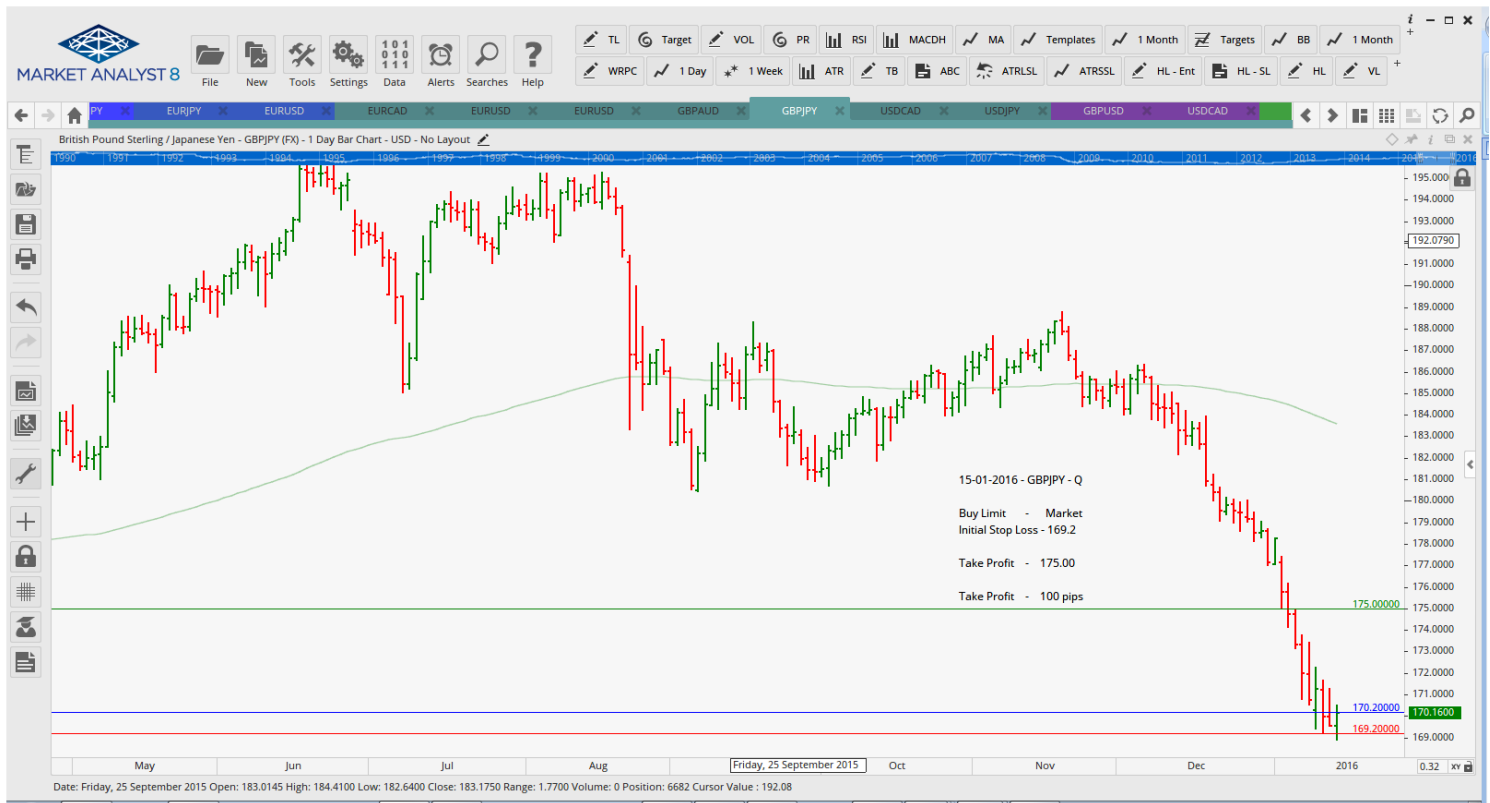 MARKET ANALYST 8
File New Tools Settings Data Alerts Searches Help
101
010
111
TL Target VOL PR RSI MACDH MA Templates 1 Month Targets BB 1 Month
WRPC 1 Day 1 Week ATR TB ABC ATRLSL ATRSSL HL - Ent HL - SL HL VL
PY EURJPY EURUSD EURCAD EURUSD EURUSD GBPAUD GBPJPY USDCAD USDJPY GBPUSD USDCAD
British Pound Sterling / Japanese Yen - GBPJPY (FX) - 1 Day Bar Chart - USD - No Layout
1990 1991 1992 1993 1994 1995 1996 1997 1998 1999 2000 2001 2002 2003 2004 2005 2006 2007 2008 2009 2010 2011 2012 2013 2014 2016
195.0000
194.0000
193.0000
192.0790
191.0000
190.0000
189.0000
188.0000
187.0000
186.0000
185.0000
184.0000
183.0000
182.0000
181.0000
180.0000
179.0000
178.0000
177.0000
176.0000
175.0000
174.0000
173.0000
172.0000
171.0000
170.1600
169.0000
15-01-2016 - GBPJPY - Q
Buy Limit - Market
Initial Stop Loss - 169.2
Take Profit - 175.00
Take Profit - 100 pips
175.00000
170.20000
169.20000
May Jun Jul Aug Friday, 25 September 2015 Oct Nov Dec 2016 0.32 XY
Date: Friday, 25 September 2015 Open: 183.0145 High: 184.4100 Low: 182.6400 Close: 183.1750 Range: 1.7700 Volume: 0 Position: 6682 Cursor Value : 192.08